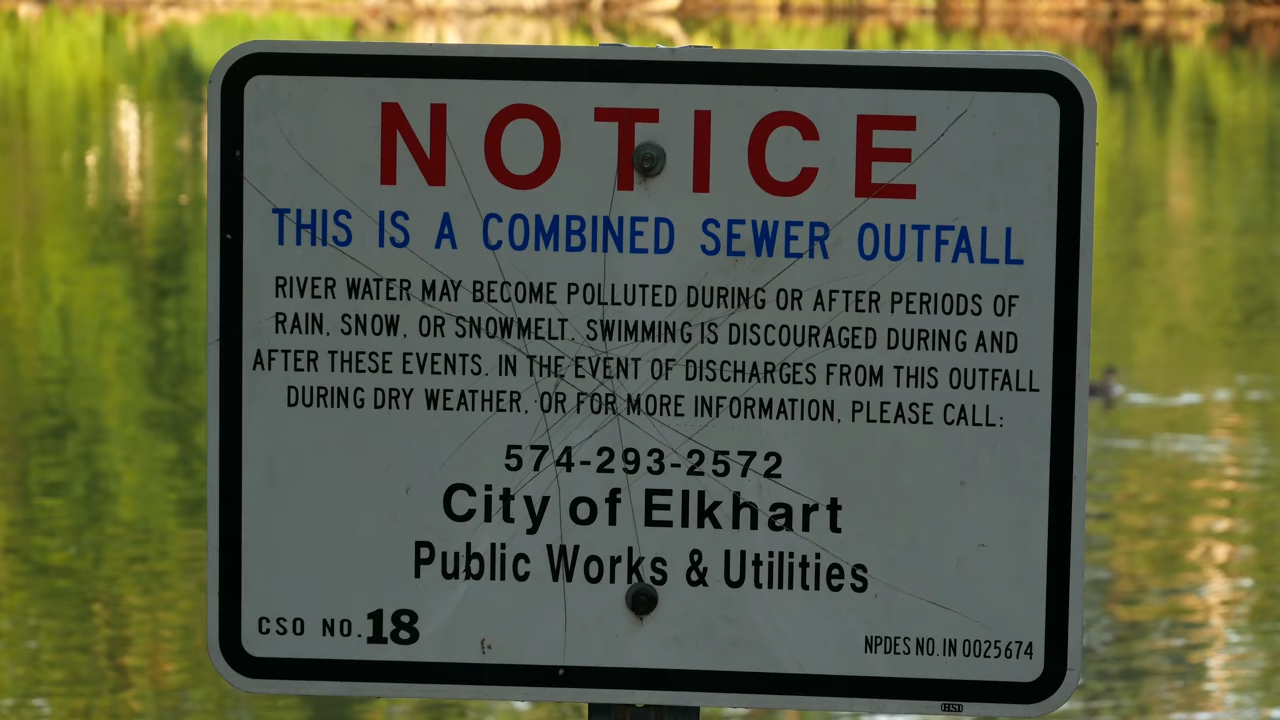 NOTICE
THIS IS A COMBINED SEWER OUTFALL
RIVER WATER MAY BECOME POLLUTED DURING OR AFTER PERIODS OF
RAIN, SNOW, OR SNOWMELT. SWIMMING IS DISCOURAGED DURING AND
AFTER THESE EVENTS. IN THE EVENT OF DISCHARGES FROM THIS OUTFALL
DURING DRY WEATHER, OR FOR MORE INFORMATION, PLEASE CALL:
574-293-2572
City of Elkhart
Public Works & Utilities
CSO NO. 18
NPDES NO. IN 0025674